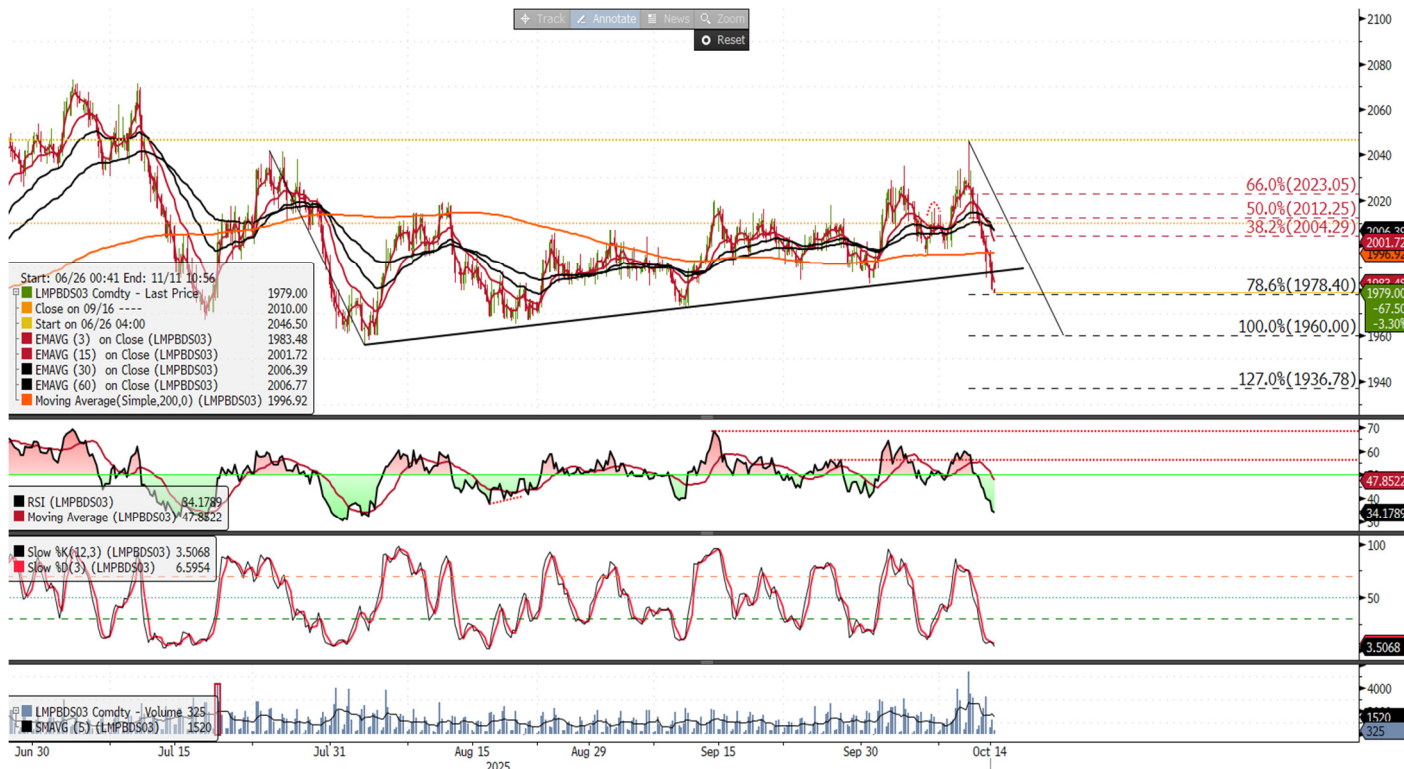 Track Annotate News Zoom
Reset
2100
2080
2060
2040
2020
66.0%(2023.05)
50.0%(2012.25)
38.2%(2004.29)
2006.39
2001.72
1996.92
1983.48
78.6%(1978.40)
1979.00
-67.50
-3.30%
100.0%(1960.00)
1960
127.0%(1936.78)
1940
Start: 06/26 00:41 End: 11/11 10:56
LMPBDS03 Comdty - Last Price 1979.00
Close on 09/16 ---- 2010.00
Start on 06/26 04:00 2046.50
EMAVG (3) on Close (LMPBDS03) 1983.48
EMAVG (15) on Close (LMPBDS03) 2001.72
EMAVG (30) on Close (LMPBDS03) 2006.39
EMAVG (60) on Close (LMPBDS03) 2006.77
Moving Average(Simple,200,0) (LMPBDS03) 1996.92
70
60
50
47.8522
40
34.1789
30
RSI (LMPBDS03) 34.1789
Moving Average (LMPBDS03) 47.8522
100
50
3.5068
Slow %K(12,3) (LMPBDS03) 3.5068
Slow %D(3) (LMPBDS03) 6.5954
4000
1520
325
LMPBDS03 Comdty - Volume 325
SMAVG (5) (LMPBDS03) 1520
Jun 30 Jul 15 Jul 31 Aug 15 Aug 29 Sep 15 Sep 30 Oct 14
2025